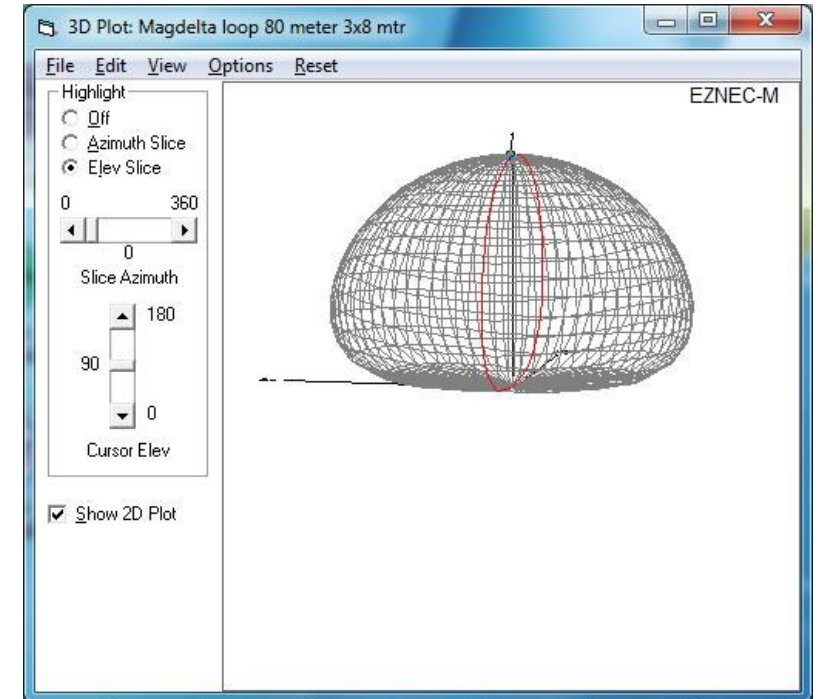 3D Plot: Magdelta loop 80 meter 3x8 mtr
File Edit View Options Reset
Highlight
Off
Azimuth Slice
Elev Slice
0 360
0
Slice Azimuth
180
90
0
Cursor Elev
Show 2D Plot
EZNEC-M